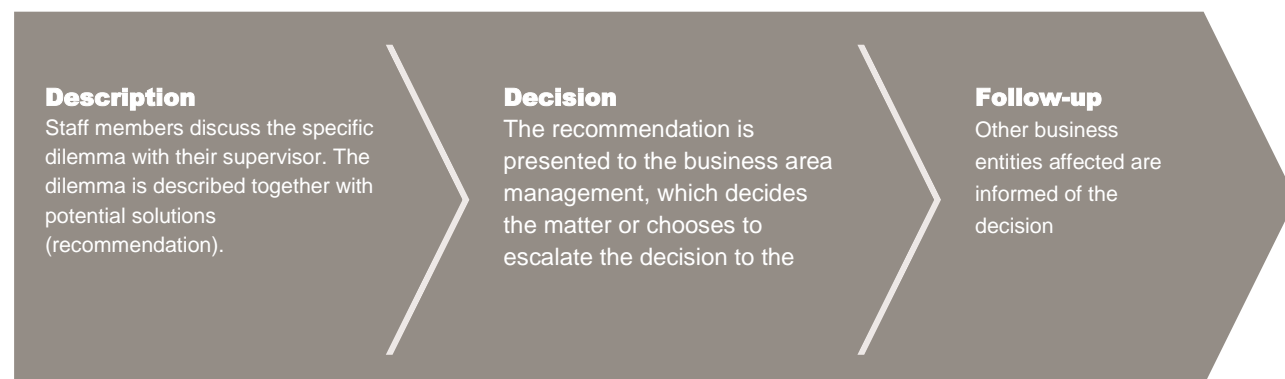 Description
Staff members discuss the specific
dilemma with their supervisor. The
dilemma is described together with
potential solutions
(recommendation).
Decision
The recommendation is
presented to the business area
management, which decides
the matter or chooses to
escalate the decision to the
Follow-up
Other business
entities affected are
informed of the
decision